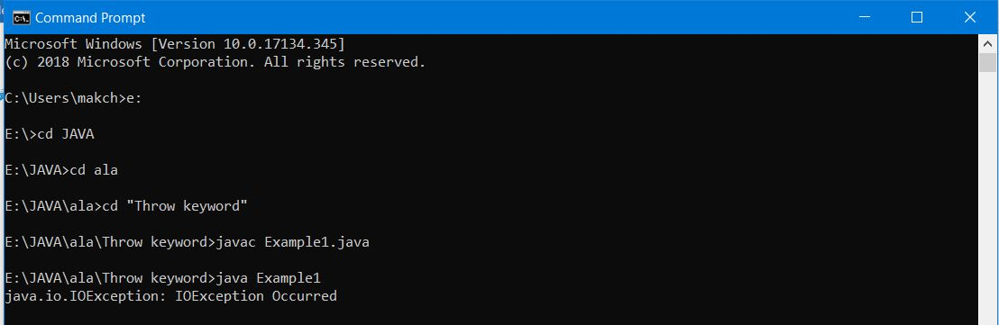 Command Prompt
Microsoft Windows [Version 10.0.17134.345]
(c) 2018 Microsoft Corporation. All rights reserved.
C:\Users\makch>e:
E:\>cd JAVA
E:\JAVA>cd ala
E:\JAVA\ala>cd "Throw keyword"
E:\JAVA\ala\Throw keyword>javac Example1.java
E:\JAVA\ala\Throw keyword>java Example1
java.io.IOException: IOException Occurred